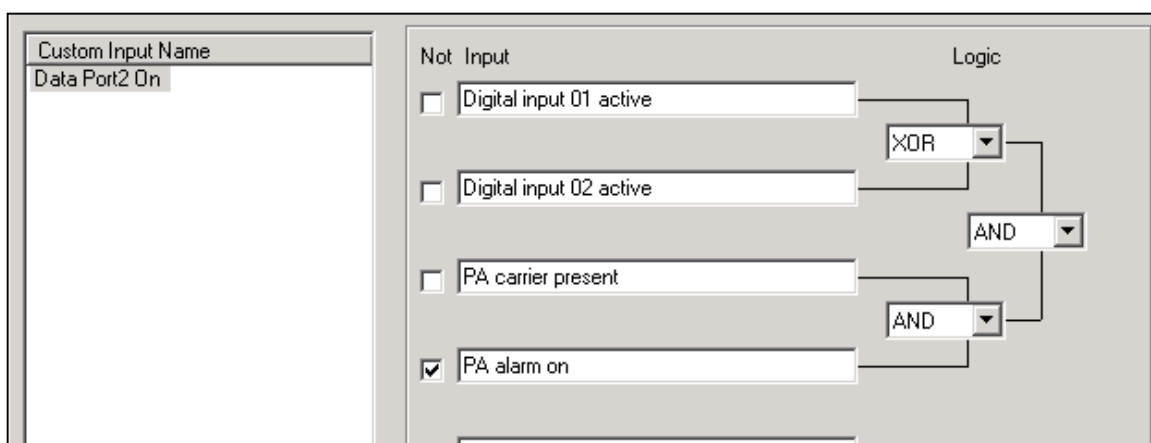 Custom Input Name
Data Port2 On
Not Input Logic
Digital input 01 active
XOR
Digital input 02 active
AND
PA carrier present
AND
PA alarm on